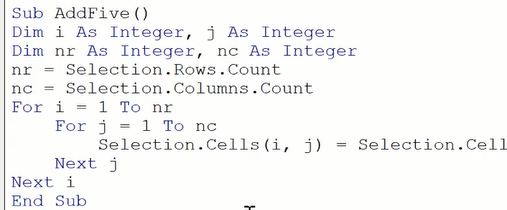 Sub AddFive()
Dim i As Integer, j As Integer
Dim nr As Integer, nc As Integer
nr = Selection.Rows.Count
nc = Selection.Columns.Count
For i = 1 To nr
    For j = 1 To nc
        Selection.Cells(i, j) = Selection.Cell
    Next j
Next i
End Sub